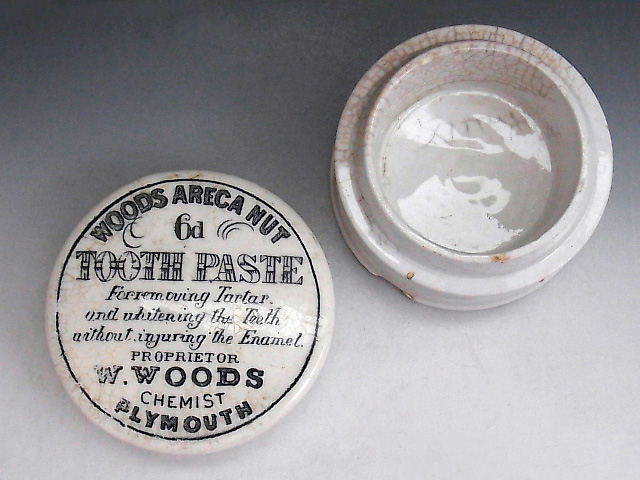 WOODS ARECA NUT
6d
TOOTH PASTE
For removing Tartar.
and whitening the Teeth
without injuring the Enamel.
PROPRIETOR
W. WOODS
CHEMIST
PLYMOUTH